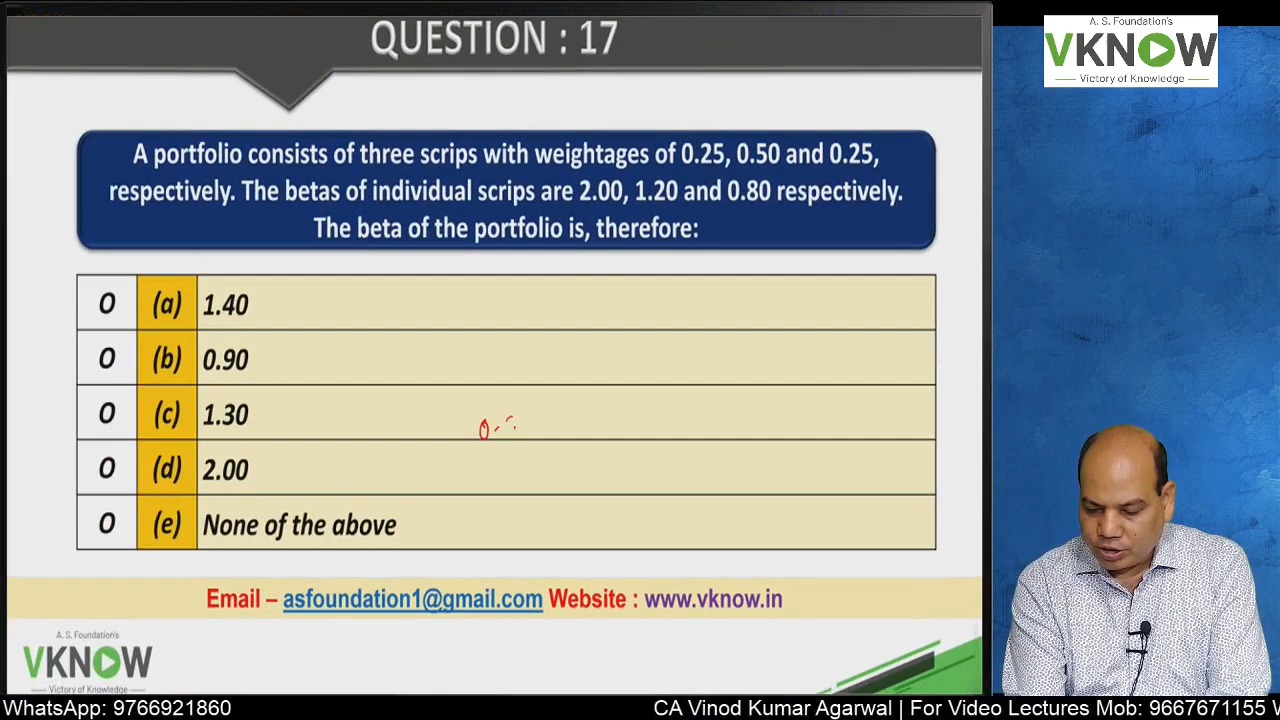 QUESTION : 17
A. S. Foundation's
VKNOW
Victory of Knowledge
A portfolio consists of three scrips with weightages of 0.25, 0.50 and 0.25,
respectively. The betas of individual scrips are 2.00, 1.20 and 0.80 respectively.
The beta of the portfolio is, therefore:
O (a) 1.40
O (b) 0.90
O (c) 1.30
O (d) 2.00
O (e) None of the above
Email – asfoundation1@gmail.com Website : www.vknow.in
A. S. Foundation's
VKNOW
Victory of Knowledge
WhatsApp: 9766921860
CA Vinod Kumar Agarwal | For Video Lectures Mob: 9667671155 W